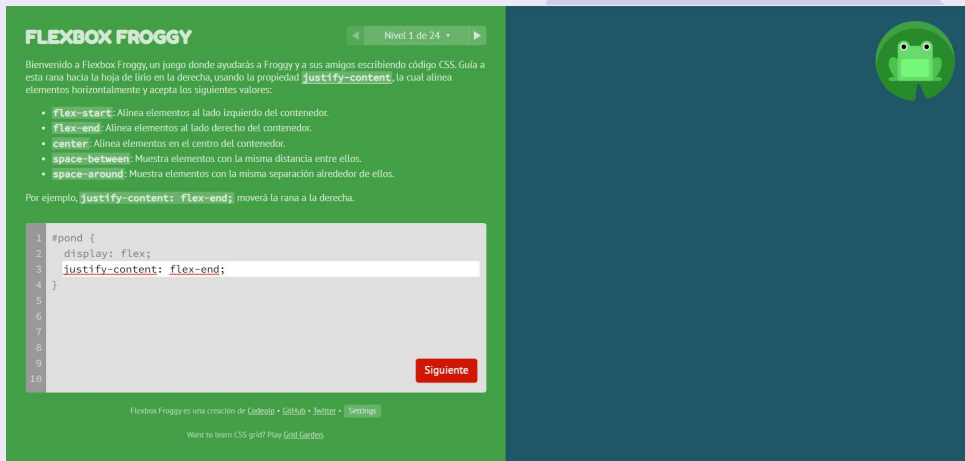 FLEXBOX FROGGY
Nivel 1 de 24
Bienvenido a Flexbox Froggy, un juego donde ayudarás a Froggy y a sus amigos escribiendo código CSS. Guía a
esta rana hacia la hoja de lirio en la derecha, usando la propiedad justify-content, la cual alinea
elementos horizontalmente y acepta los siguientes valores:
• flex-start: Alinea elementos al lado izquierdo del contenedor.
• flex-end: Alinea elementos al lado derecho del contenedor.
• center: Alinea elementos en el centro del contenedor.
• space-between: Muestra elementos con la misma distancia entre ellos.
• space-around: Muestra elementos con la misma separación alrededor de ellos.
Por ejemplo, justify-content: flex-end; moverá la rana a la derecha.
1 #pond {
2 display: flex;
3 justify-content: flex-end;
4 }
5
6
7
8
9
10
Siguiente
Flexbox Froggy es una creación de Codepip • GitHub • Twitter • Settings
Want to learn CSS grid? Play Grid Garden.